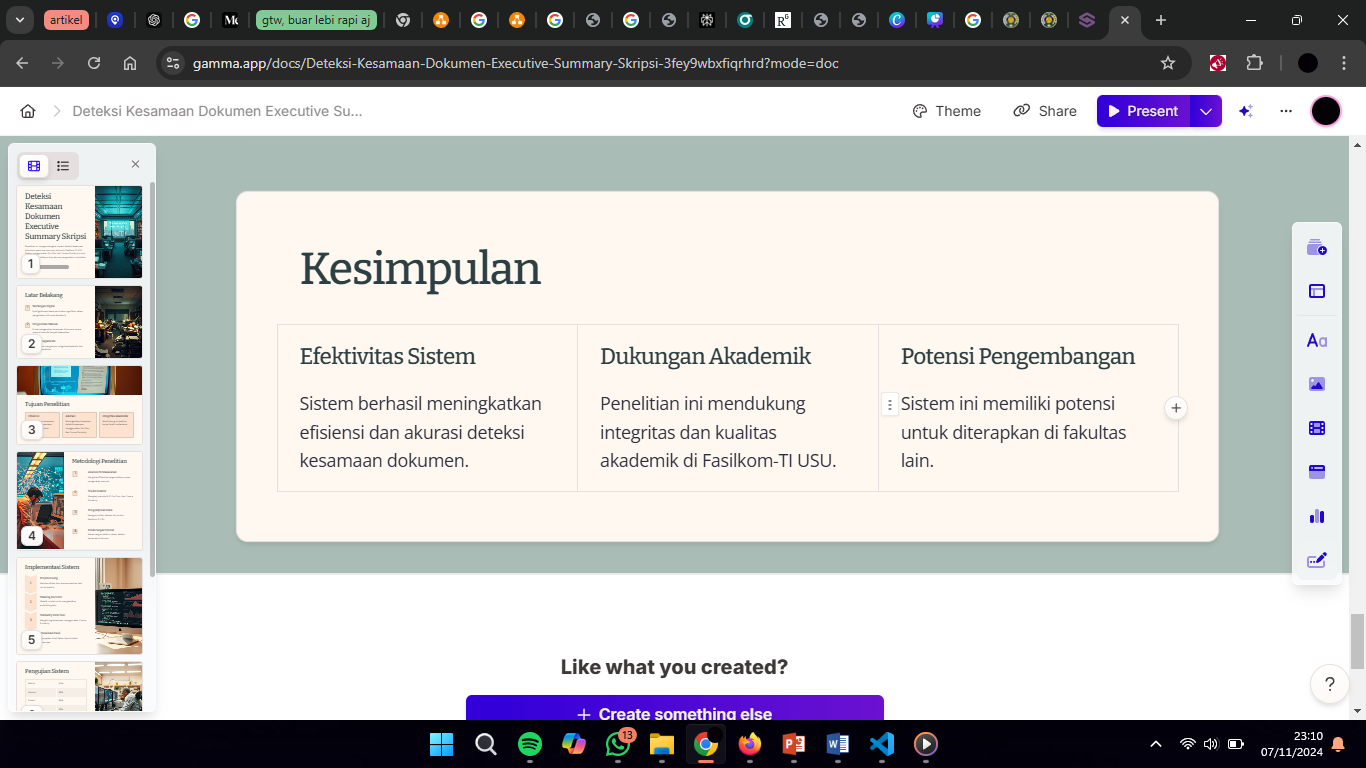 artikel
gtw, buar lebi rapi aj
gamma.app/docs/Deteksi-Kesamaan-Dokumen-Executive-Summary-Skripsi-3fey9wbxfiqrhrd?mode=doc
Deteksi Kesamaan Dokumen Executive Su...
Theme
Share
Present
Deteksi
Kesamaan
Dokumen
Executive
Summary Skripsi
1
Latar Belakang
2
Tujuan Penelitian
3
Metodologi Penelitian
4
Implementasi Sistem
5
Pengujian Sistem
Kesimpulan
Efektivitas Sistem
Sistem berhasil meningkatkan
efisiensi dan akurasi deteksi
kesamaan dokumen.
Dukungan Akademik
Penelitian ini mendukung
integritas dan kualitas
akademik di Fasilkom-TI USU.
Potensi Pengembangan
Sistem ini memiliki potensi
untuk diterapkan di fakultas
lain.
Aa
Like what you created?
+ Create something else
?
13
23:10
07/11/2024